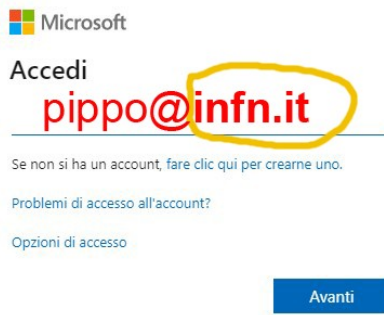 Microsoft
Accedi
pippo@infn.it
Se non si ha un account, fare clic qui per crearne uno.
Problemi di accesso all'account?
Opzioni di accesso
Avanti